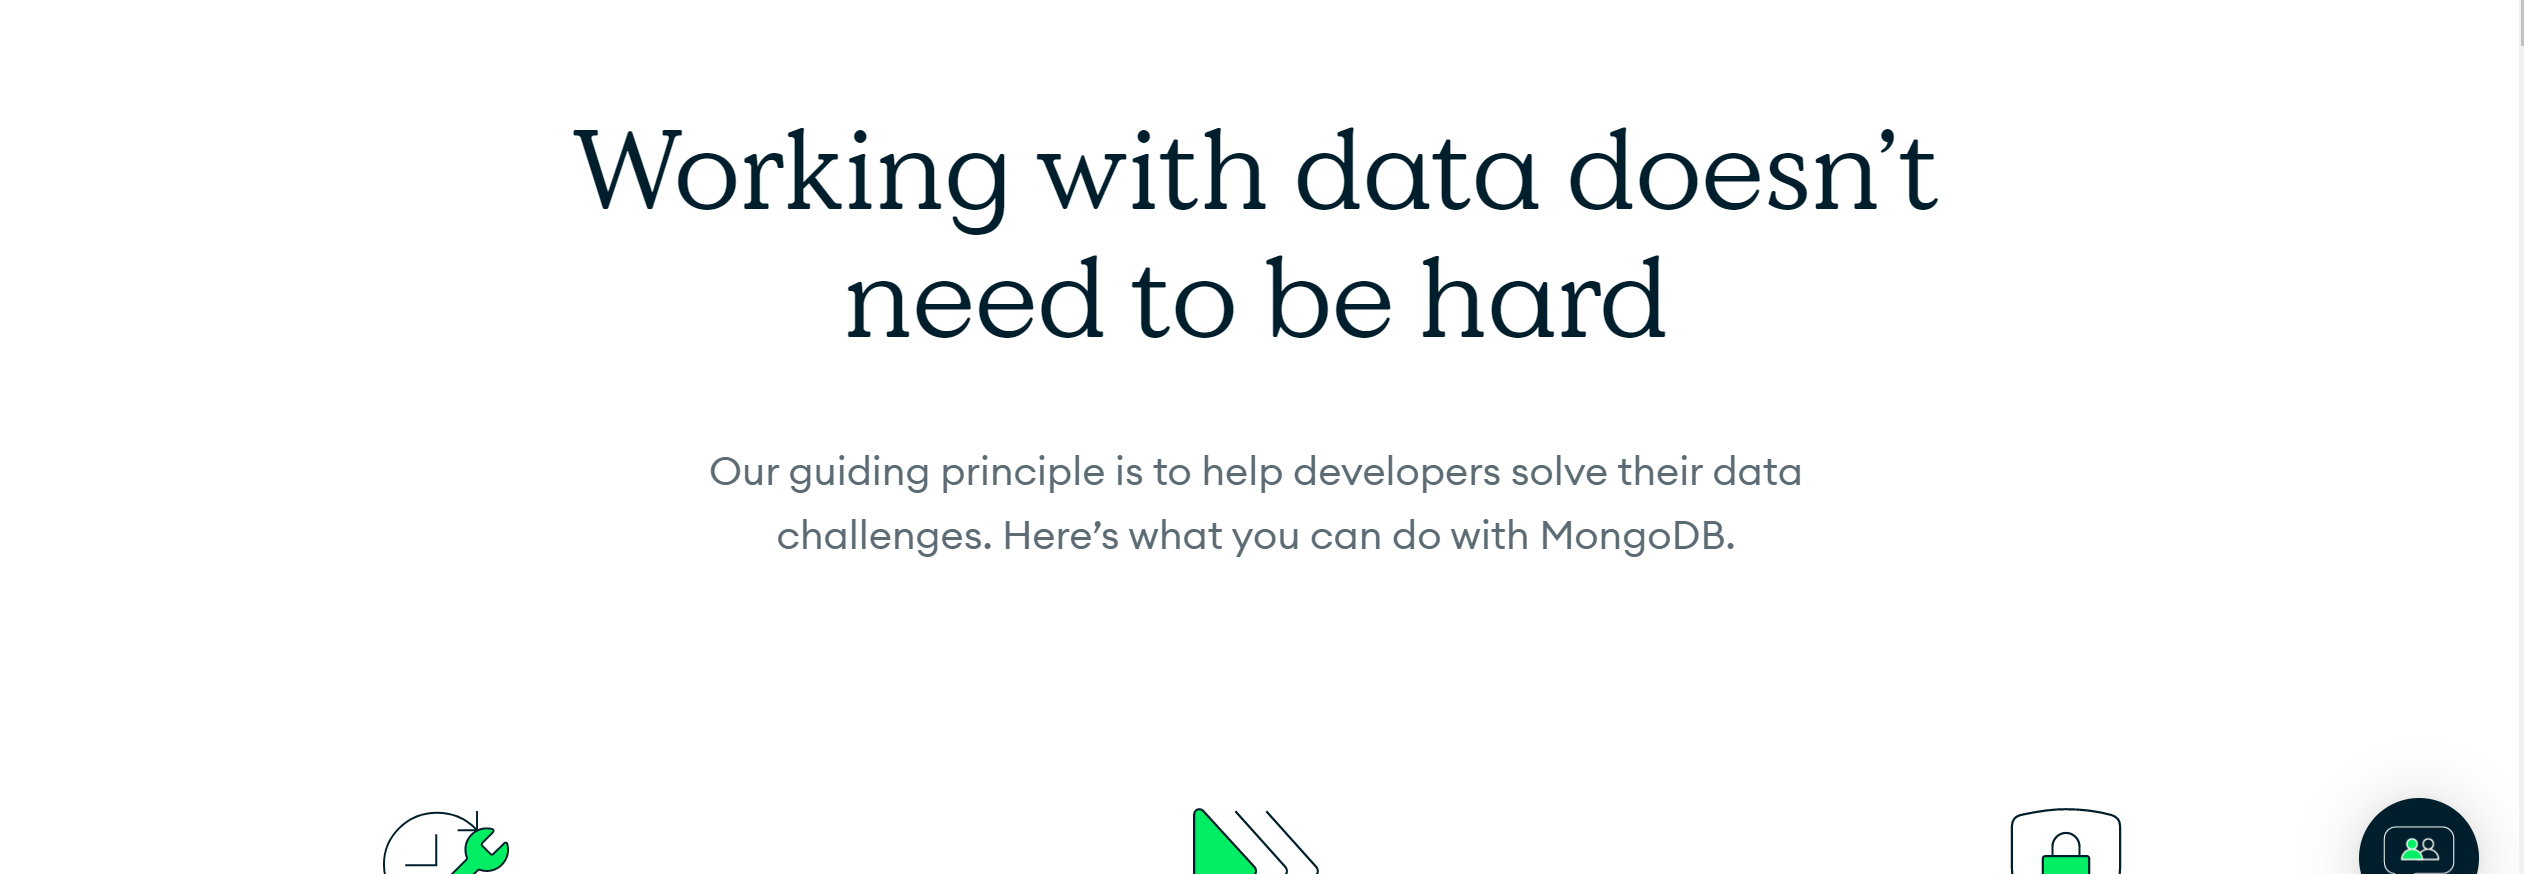 Working with data doesn’t
need to be hard
Our guiding principle is to help developers solve their data
challenges. Here’s what you can do with MongoDB.